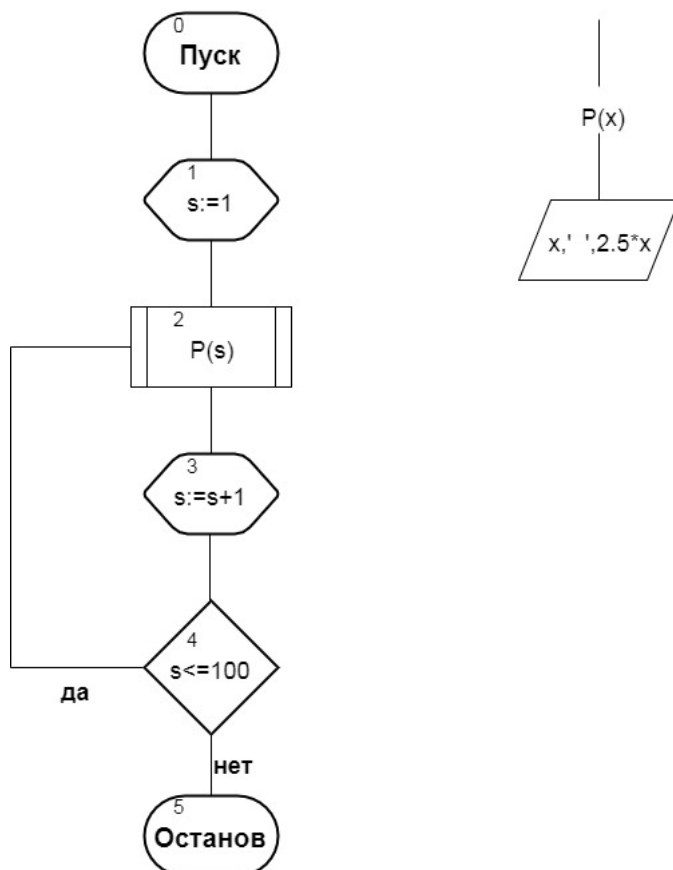 0
Пуск
1
s:=1
2
P(s)
3
s:=s+1
4
s<=100
да
нет
5
Останов
P(x)
x,' ',2.5*x